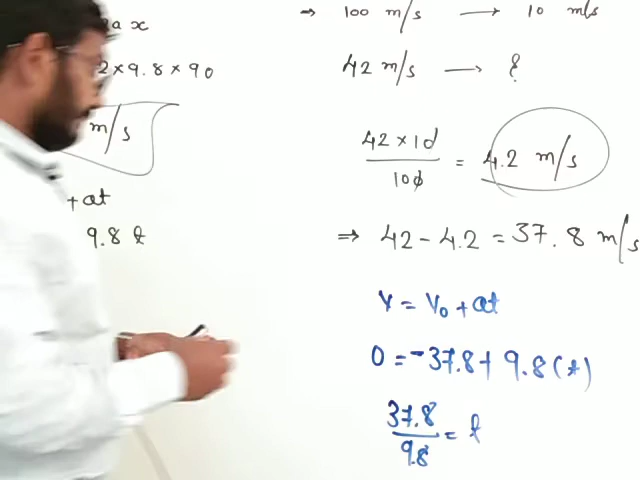 ax
2×9.8×90
m/s
+at
9.8 t
⇒ 100 m/s → 10 m/s
42 m/s → ?
42×10/100 = 4.2 m/s
⇒ 42 - 4.2 = 37.8 m/s
v = v₀ + at
0 = -37.8 + 9.8(t)
37.8/9.8 = t